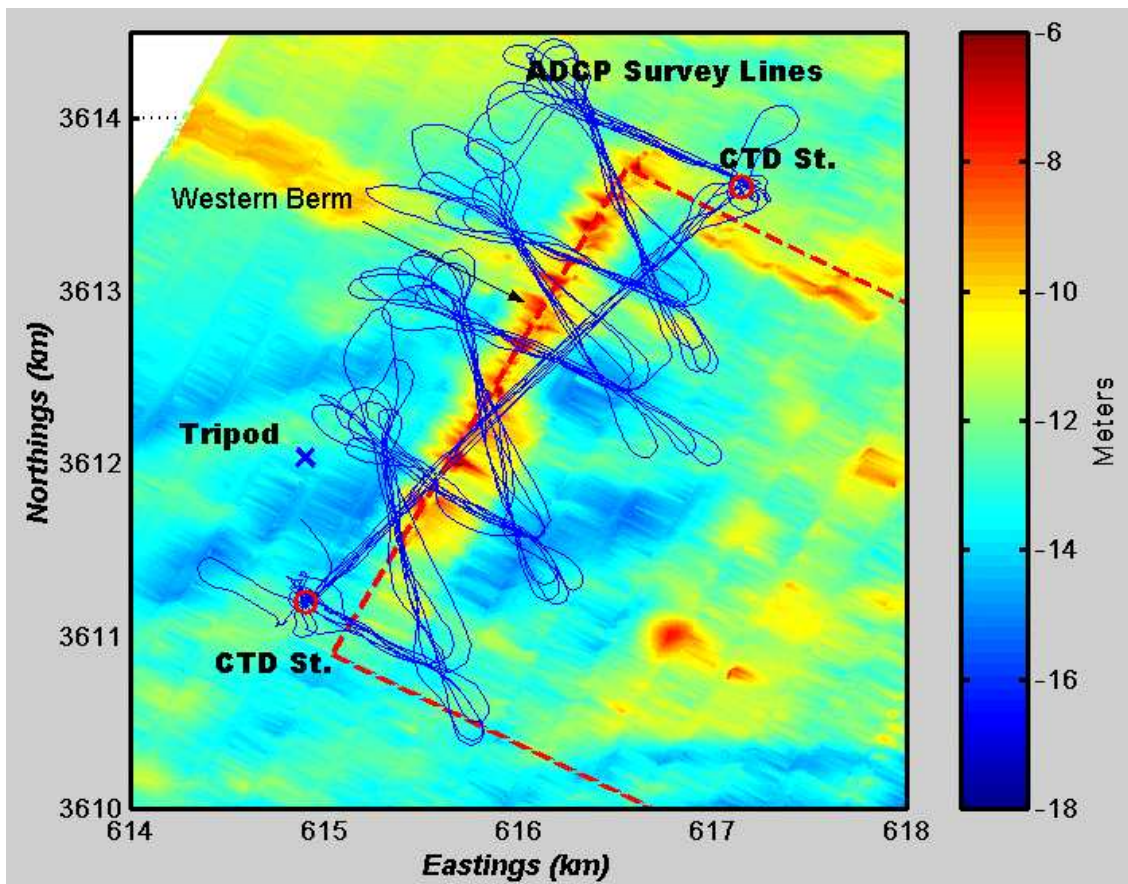 ADCP Survey Lines
CTD St.
Western Berm
Tripod
CTD St.
3614
3613
3612
3611
3610
Northings (km)
614
615
616
617
618
Eastings (km)
-6
-8
-10
-12
-14
-16
-18
Meters